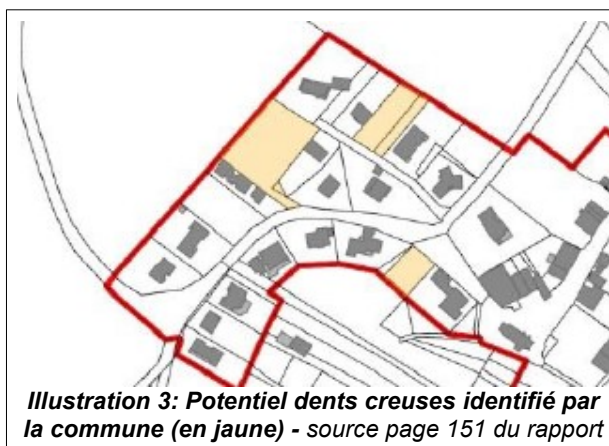 Illustration 3: Potentiel dents creuses identifié par
la commune (en jaune) - source page 151 du rapport